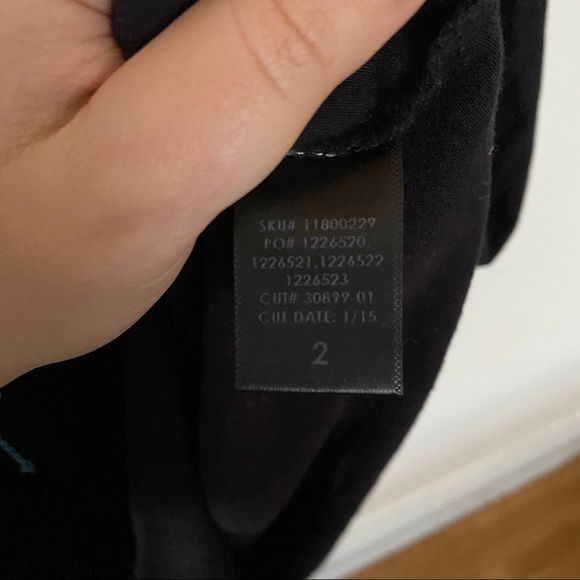 SKU# 11800229
PO# 1226520,
1226521,1226522
1226523
CUT# 30899-01
CUT DATE: 1/15
2